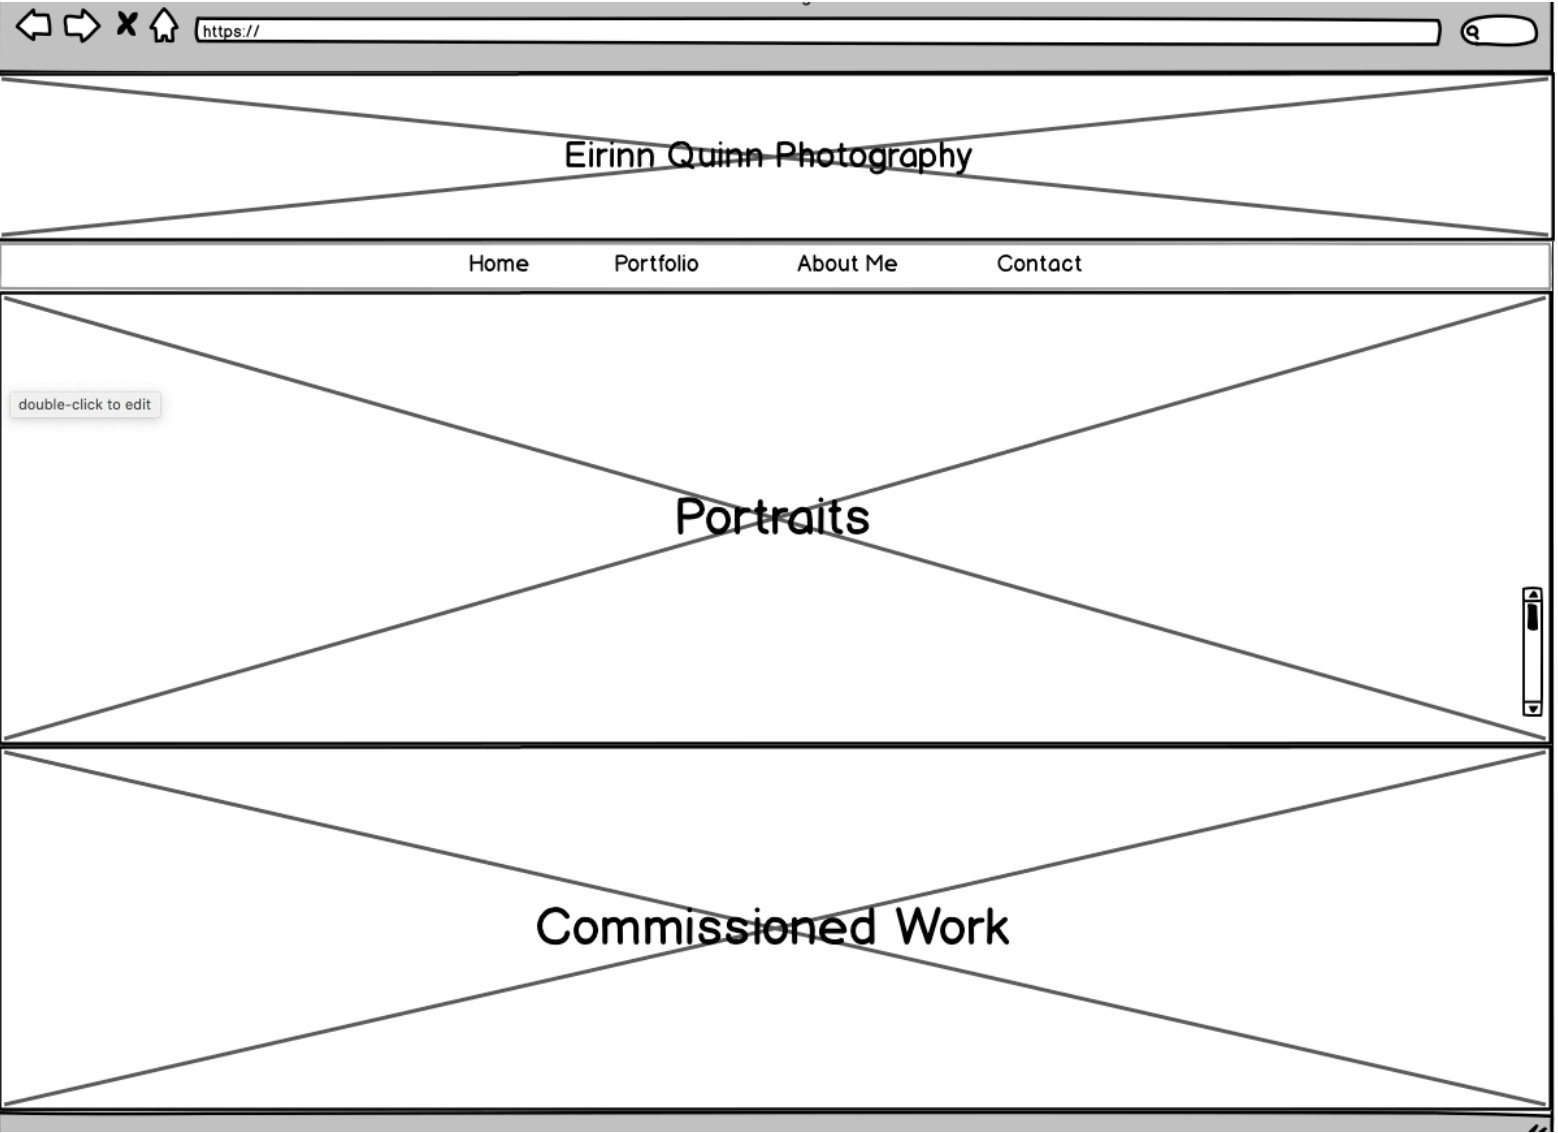 https://
Eirinn Quinn Photography
Home Portfolio About Me Contact
double-click to edit
Portraits
Commissioned Work